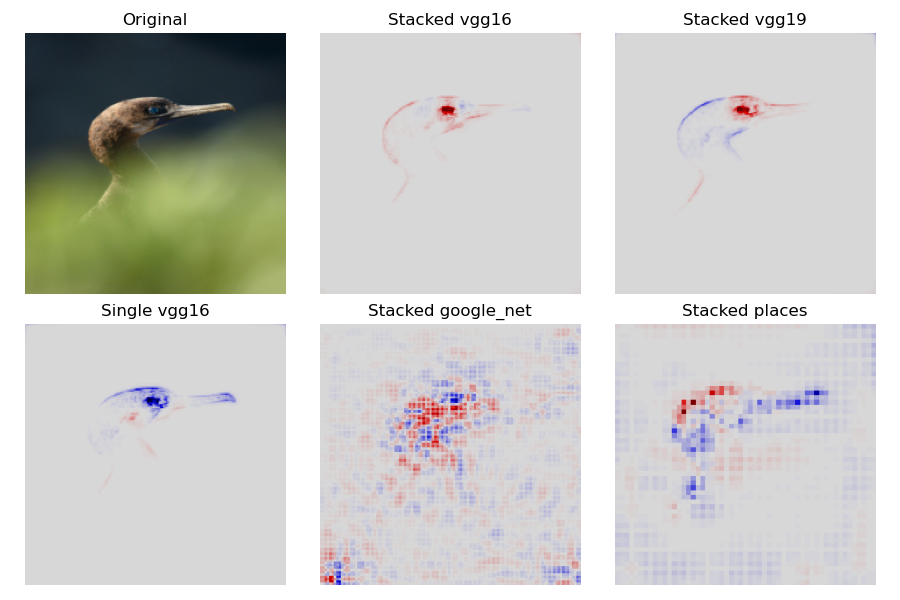 Original
Stacked vgg16
Stacked vgg19
Single vgg16
Stacked google_net
Stacked places